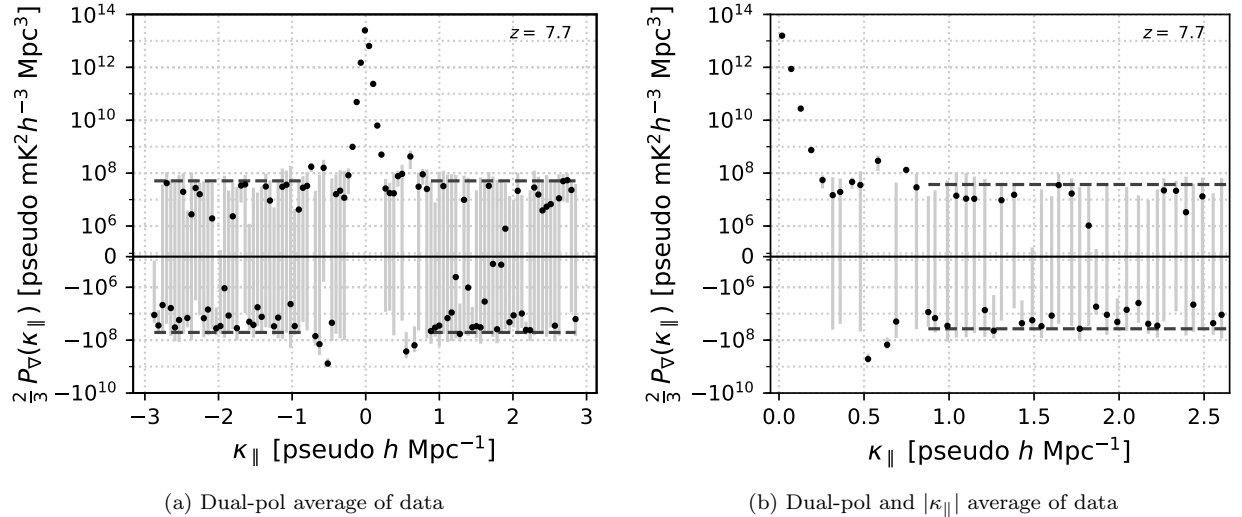 10^14
10^12
10^10
10^8
10^6
0
−10^6
−10^8
−10^10
2/3 P_∇(κ_∥) [pseudo mK^2 h^−3 Mpc^3]
z = 7.7
−3 −2 −1 0 1 2 3
κ_∥ [pseudo h Mpc^−1]
(a) Dual-pol average of data
10^14
10^12
10^10
10^8
10^6
0
−10^6
−10^8
−10^10
2/3 P_∇(κ_∥) [pseudo mK^2 h^−3 Mpc^3]
z = 7.7
0.0 0.5 1.0 1.5 2.0 2.5
κ_∥ [pseudo h Mpc^−1]
(b) Dual-pol and |κ_∥| average of data